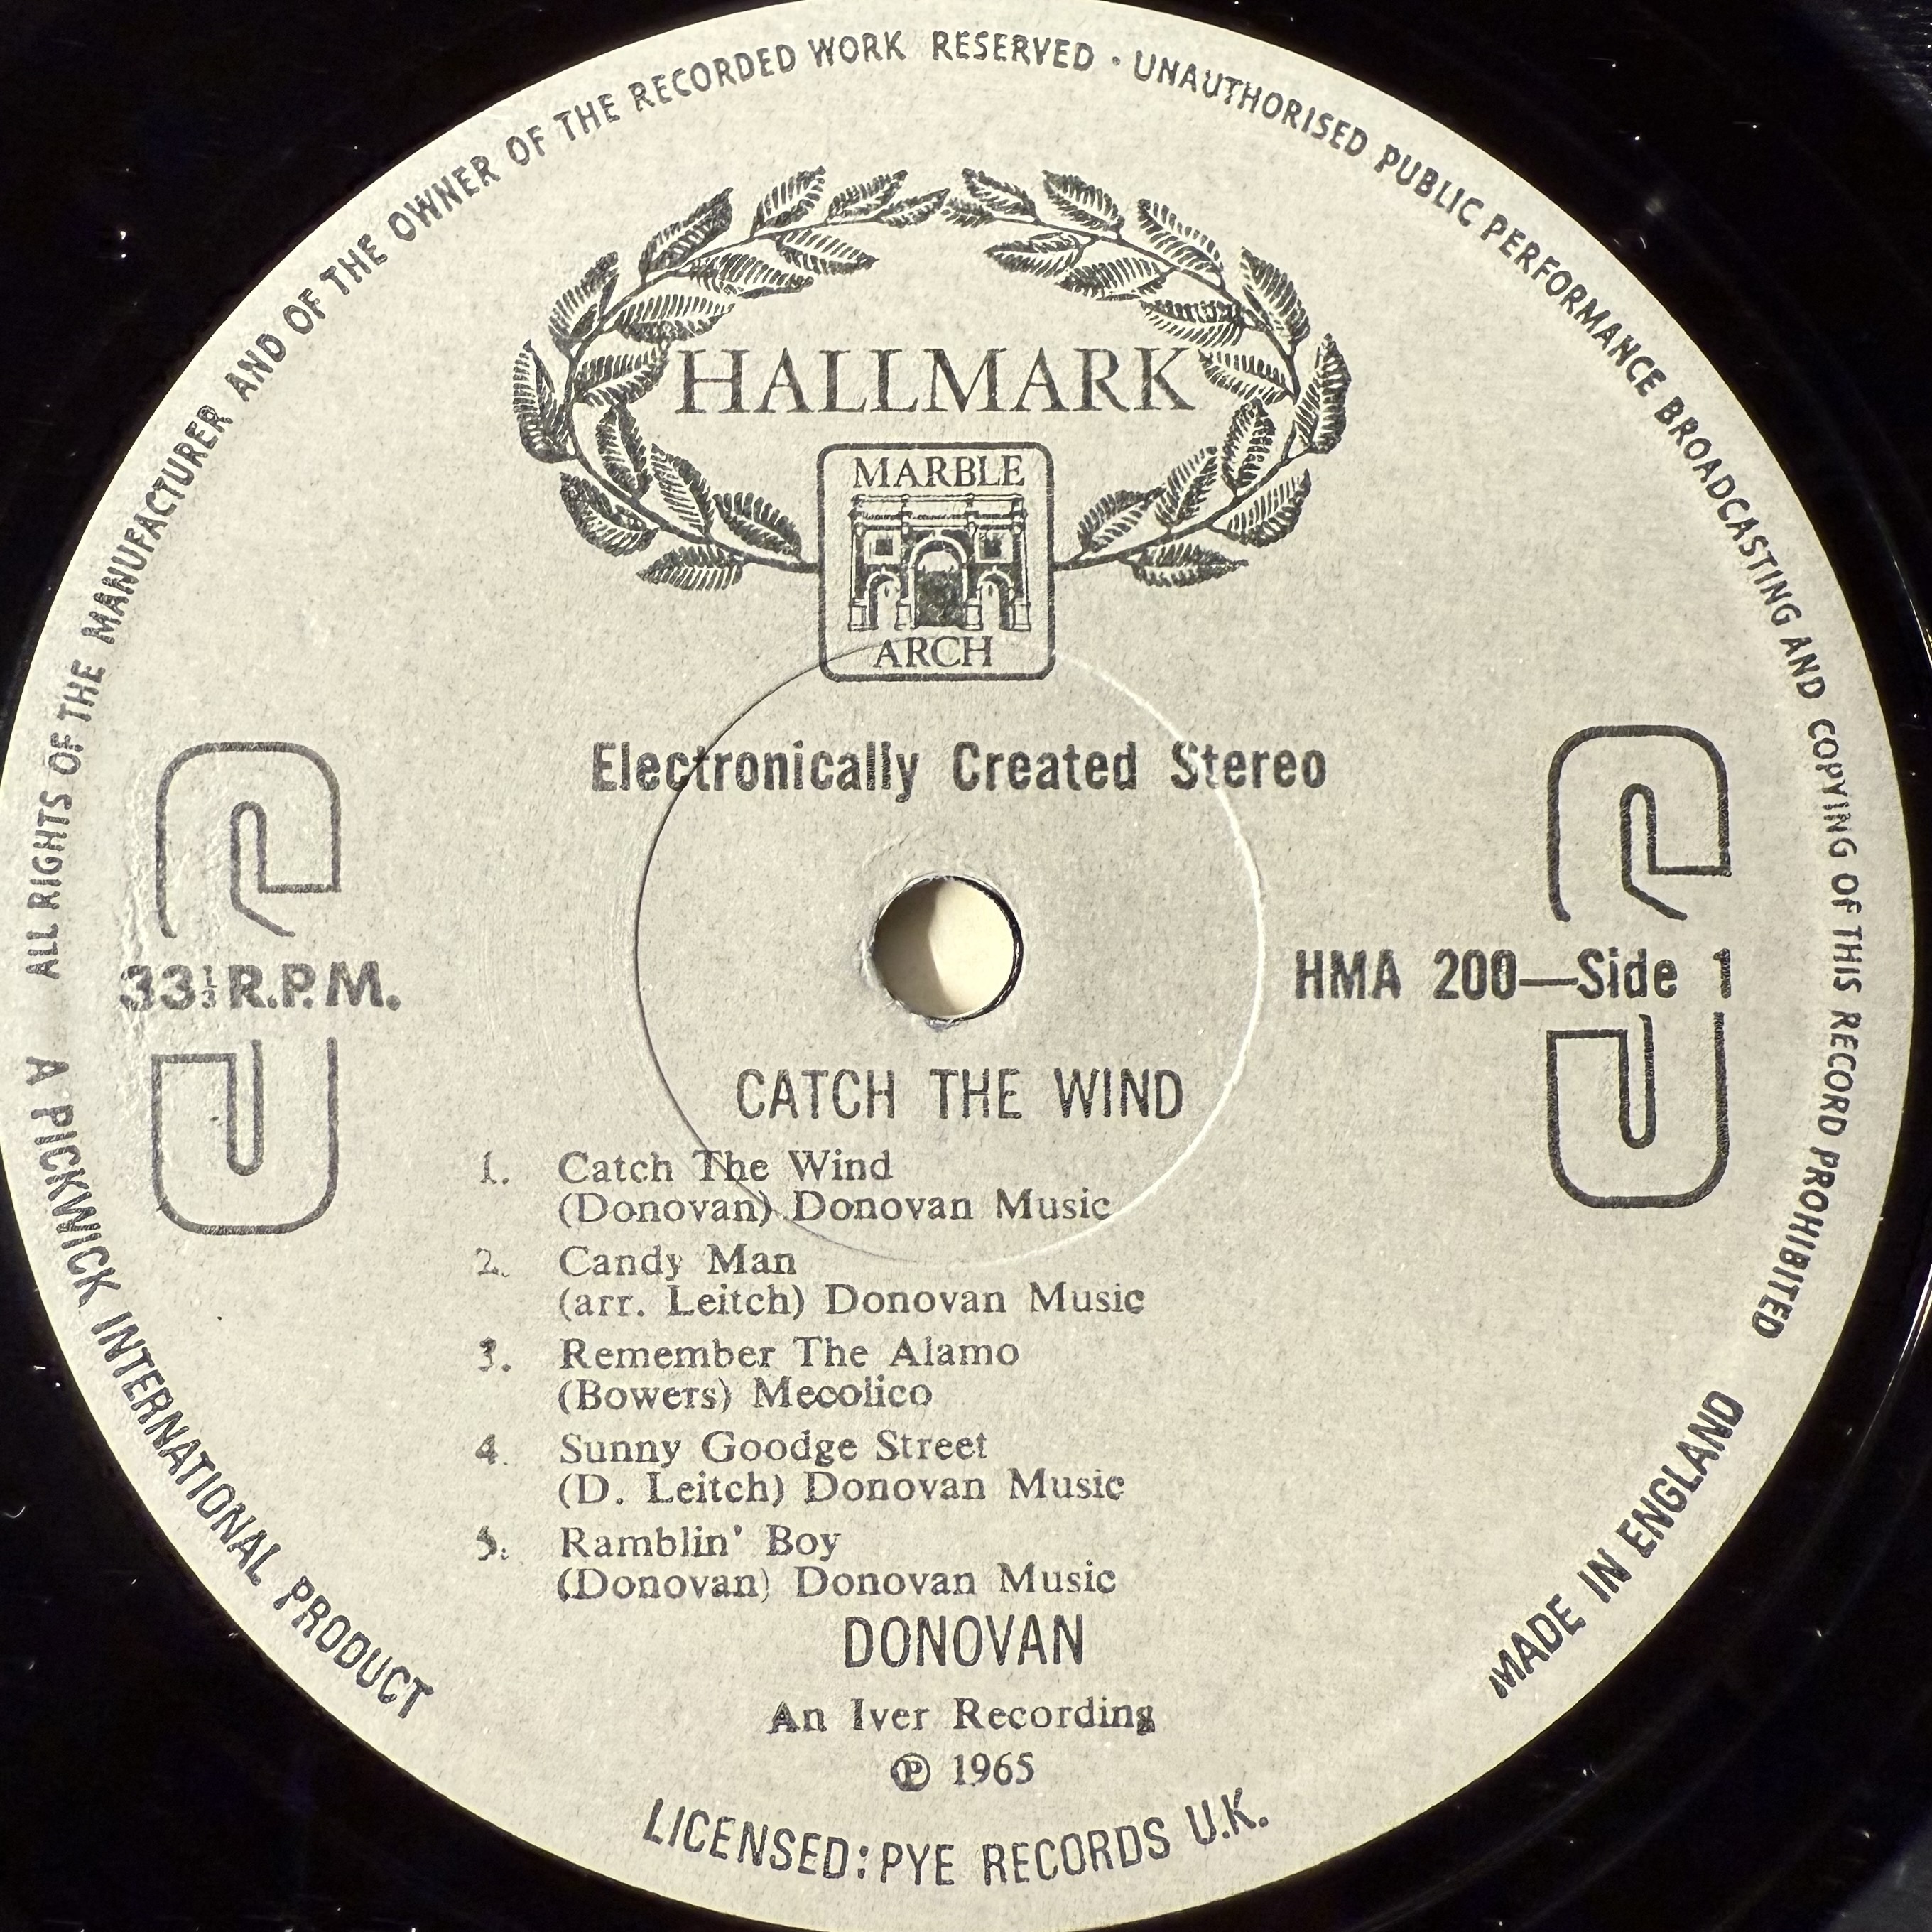 ALL RIGHTS OF THE MANUFACTURER AND OF THE OWNER OF THE RECORDED WORK RESERVED · UNAUTHORISED PUBLIC PERFORMANCE BROADCASTING AND COPYING OF THIS RECORD PROHIBITED
HALLMARK
MARBLE
ARCH
Electronically Created Stereo
S
S
33⅓ R.P.M.
HMA 200—Side 1
CATCH THE WIND
1. Catch The Wind
(Donovan) Donovan Music
2. Candy Man
(arr. Leitch) Donovan Music
3. Remember The Alamo
(Bowers) Mecolico
4. Sunny Goodge Street
(D. Leitch) Donovan Music
5. Ramblin' Boy
(Donovan) Donovan Music
DONOVAN
An Iver Recording
℗ 1965
LICENSED: PYE RECORDS U.K.
A PICKWICK INTERNATIONAL PRODUCT
MADE IN ENGLAND